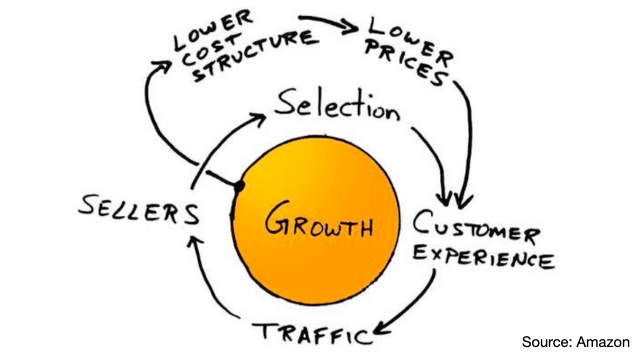 LOWER
COST
STRUCTURE
LOWER
PRICES
Selection
SELLERS
GROWTH
CUSTOMER
EXPERIENCE
TRAFFIC
Source: Amazon